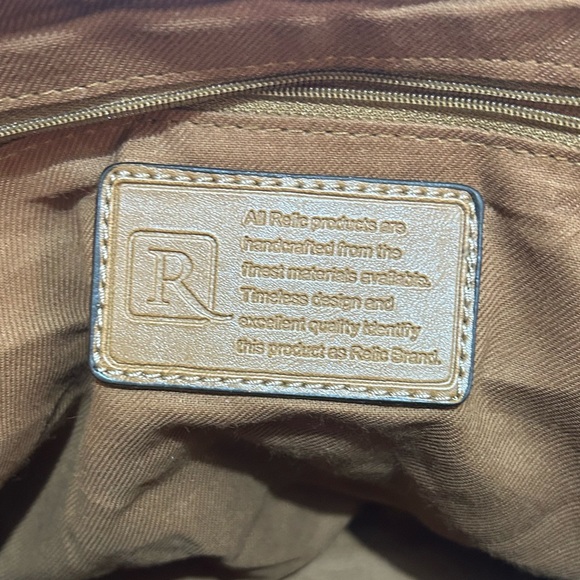 R
All Relic products are
handcrafted from the
finest materials available.
Timeless design and
excellent quality identify
this product as Relic Brand.